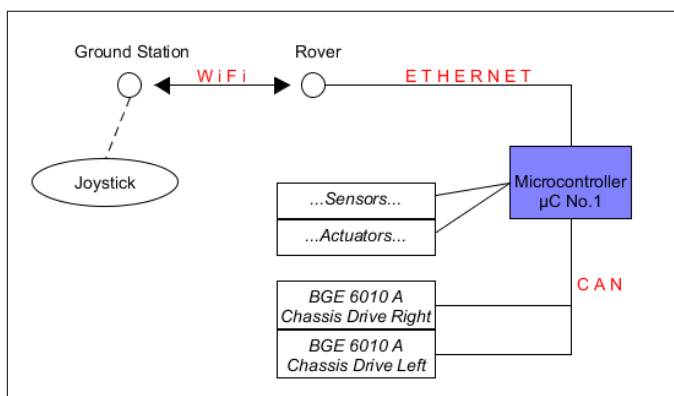 Ground Station
Rover
WiFi
ETHERNET
Joystick
Microcontroller
µC No.1
...Sensors...
...Actuators...
CAN
BGE 6010 A
Chassis Drive Right
BGE 6010 A
Chassis Drive Left